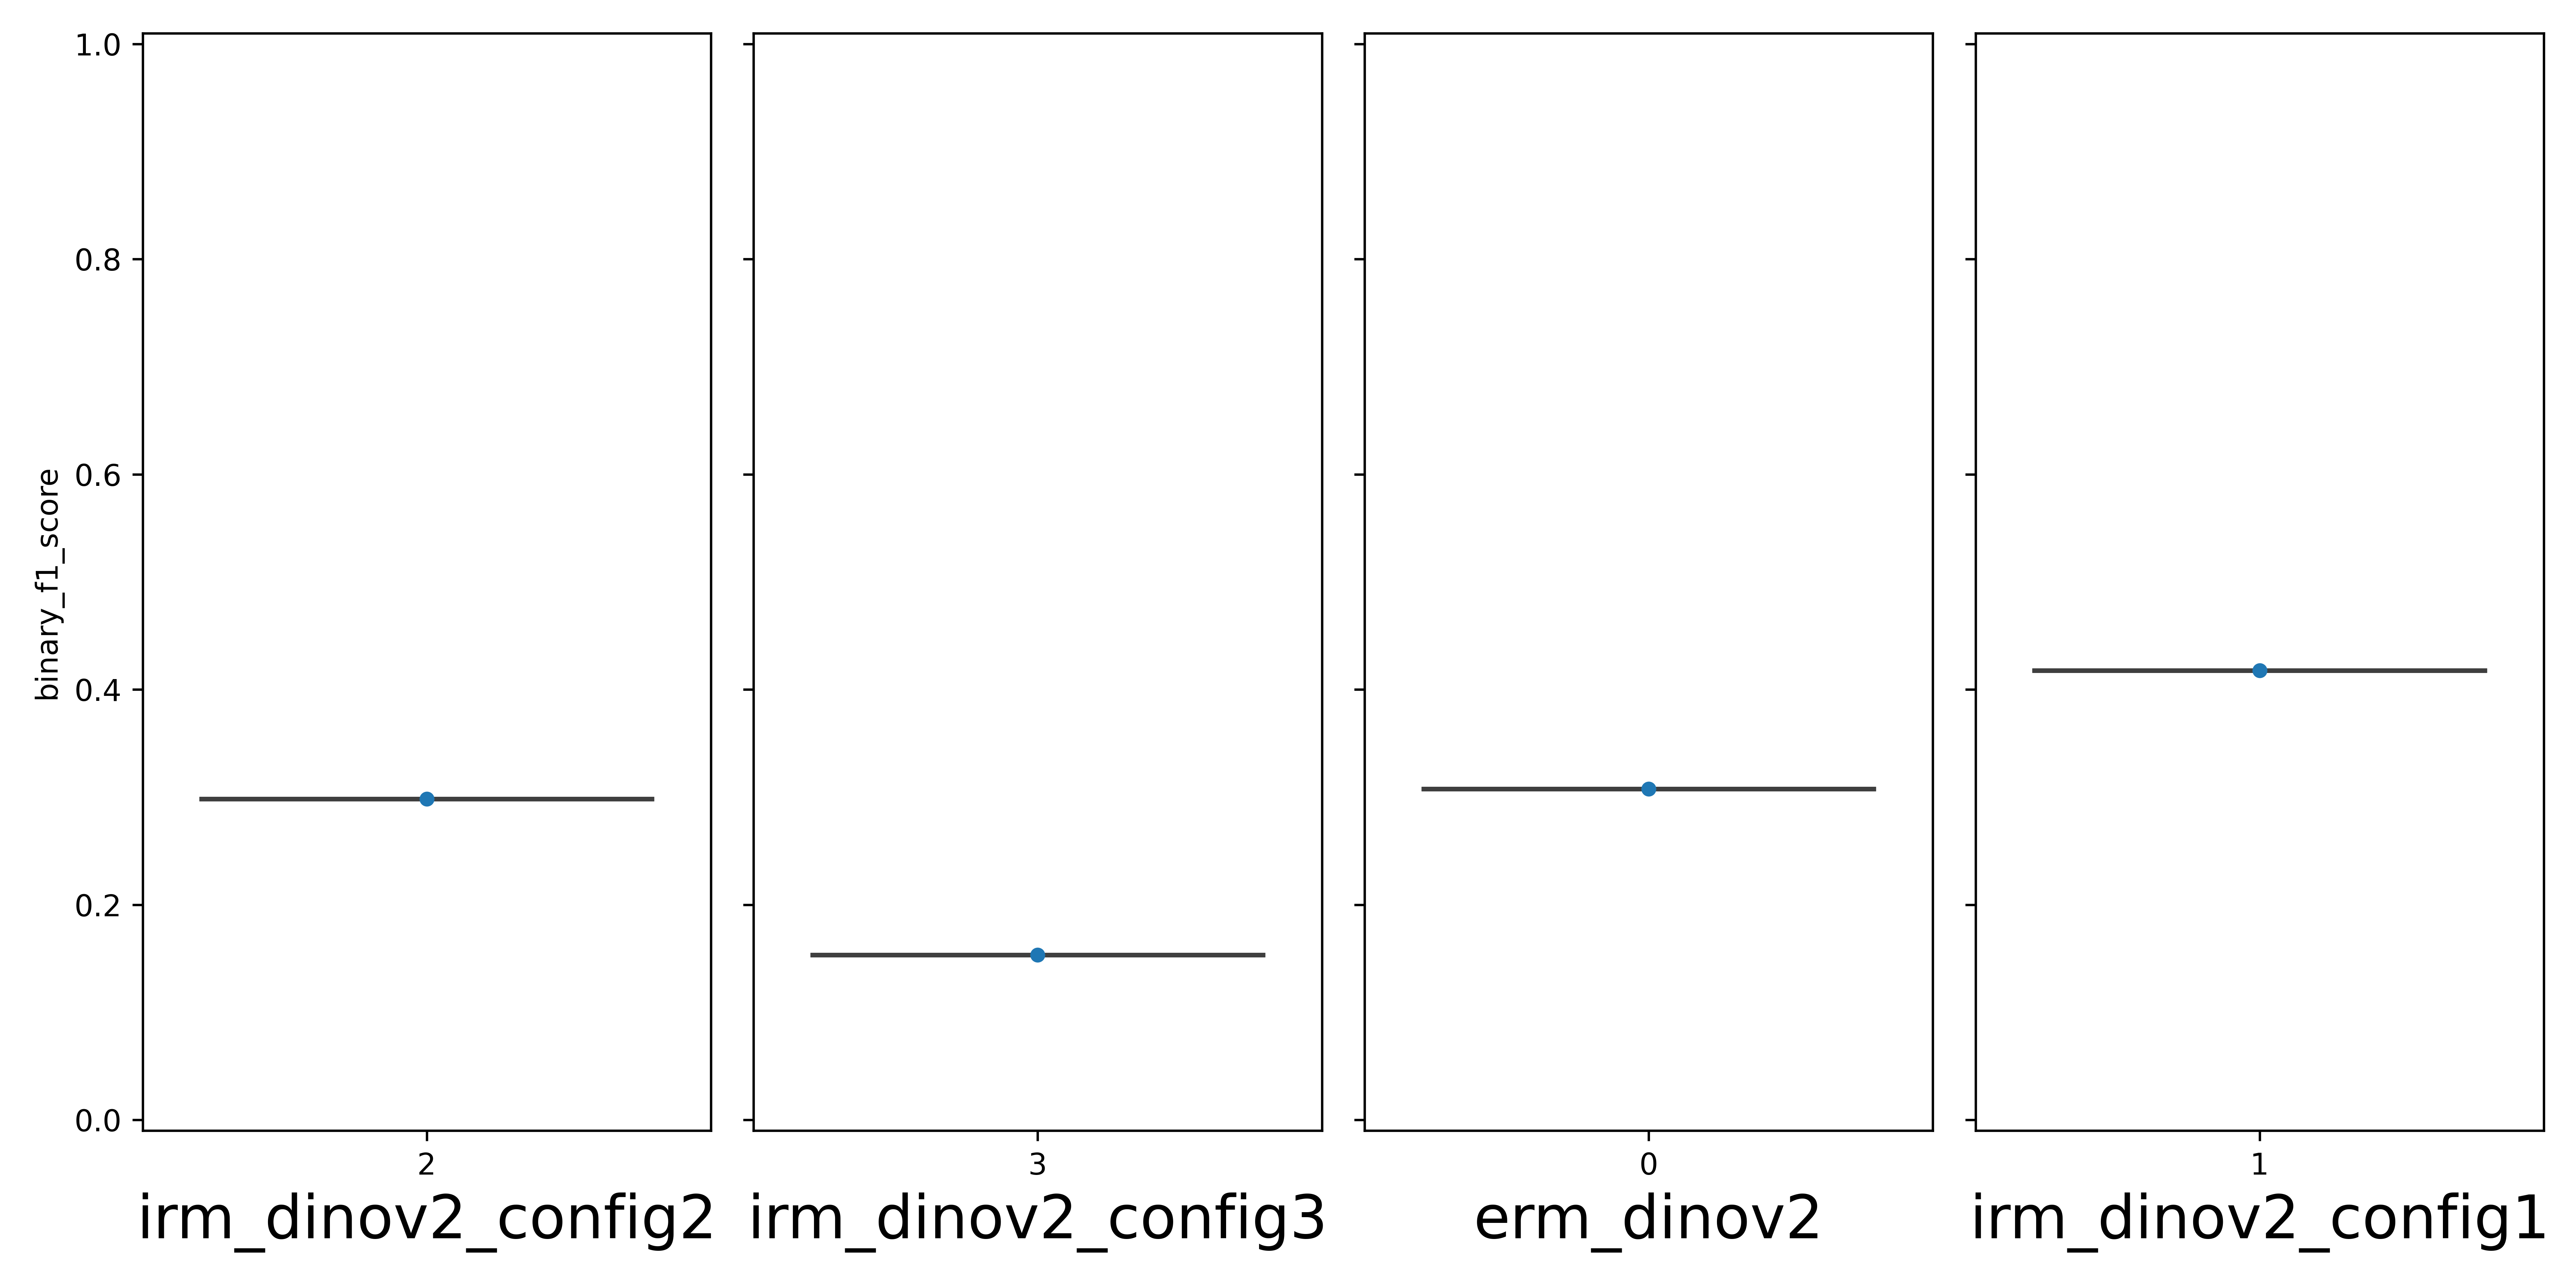 binary_f1_score
1.0
0.8
0.6
0.4
0.2
0.0
2
3
0
1
irm_dinov2_config2
irm_dinov2_config3
erm_dinov2
irm_dinov2_config1